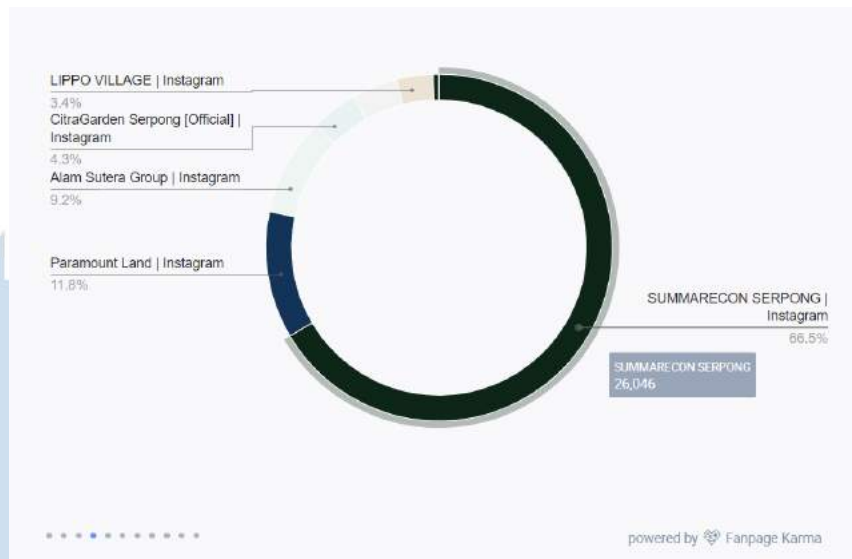 LIPPO VILLAGE | Instagram
3.4%
CitraGarden Serpong [Official] |
Instagram
4.3%
Alam Sutera Group | Instagram
9.2%
Paramount Land | Instagram
11.8%
SUMMARECON SERPONG |
Instagram
66.5%
SUMMARECON SERPONG
26,046
powered by Fanpage Karma